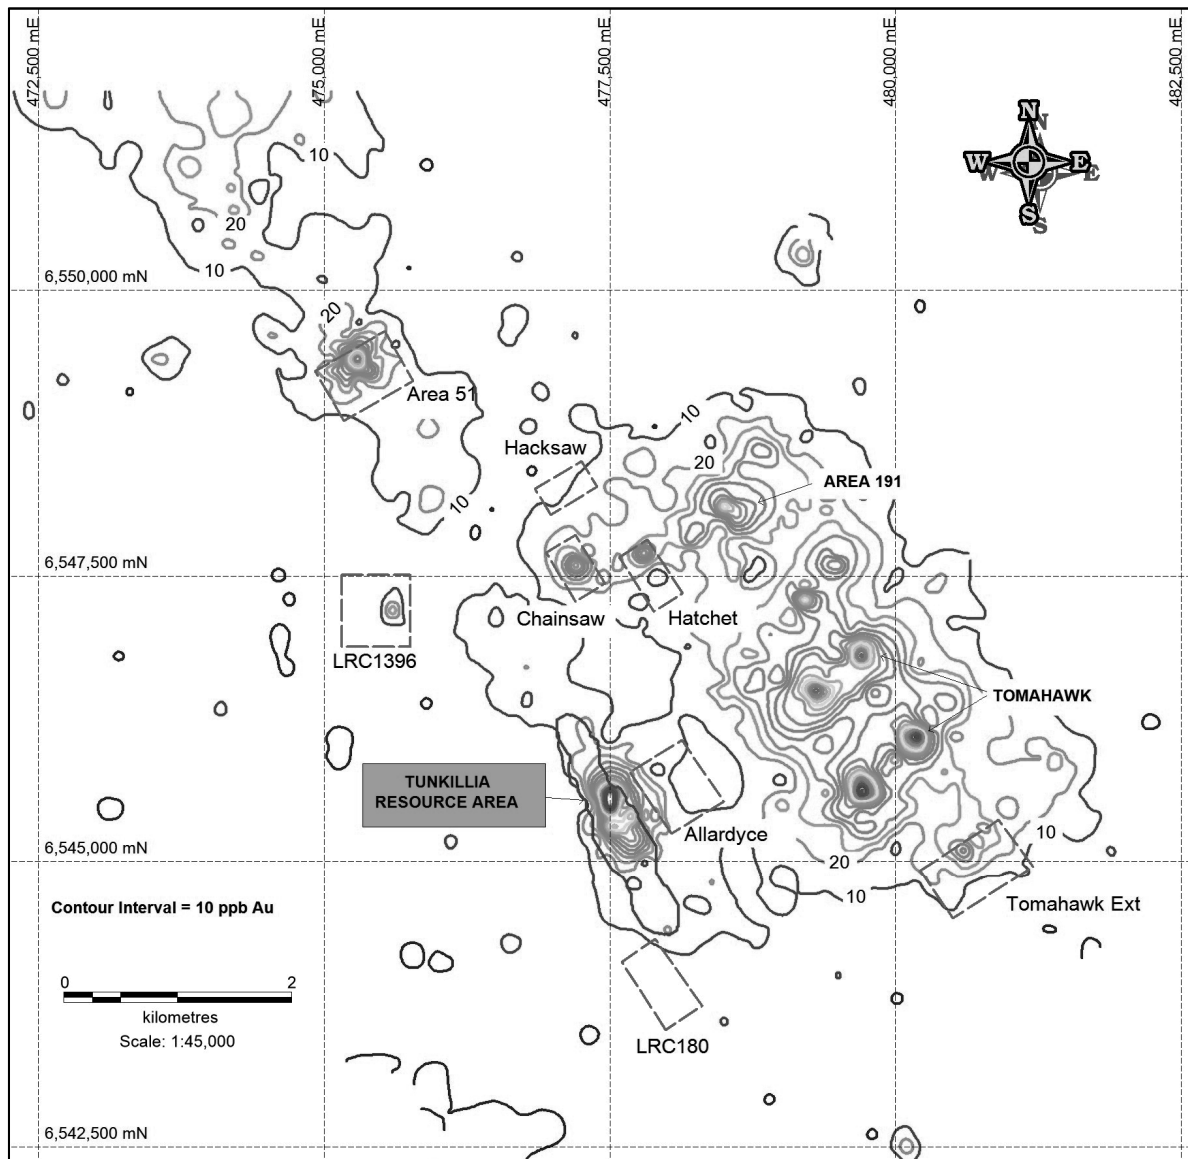 472,500 mE
475,000 mE
477,500 mE
480,000 mE
482,500 mE
N
N
W
E
W
E
S
S
10
20
10
6,550,000 mN
20
Area 51
10
10
Hacksaw
20
AREA 191
6,547,500 mN
Chainsaw
Hatchet
LRC1396
TOMAHAWK
TUNKILLIA
RESOURCE AREA
Allardyce
10
20
6,545,000 mN
10
Tomahawk Ext
Contour Interval = 10 ppb Au
0
2
kilometres
Scale: 1:45,000
LRC180
6,542,500 mN